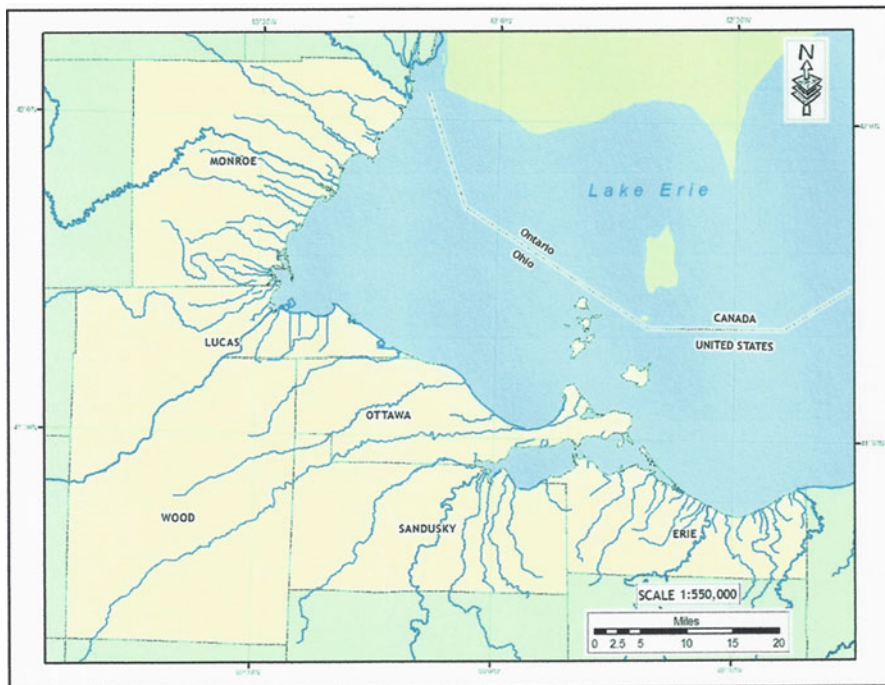 N
MONROE
Lake Erie
Ontario
Ohio
CANADA
UNITED STATES
LUCAS
OTTAWA
WOOD
SANDUSKY
ERIE
SCALE 1:550,000
Miles
0 2.5 5 10 15 20